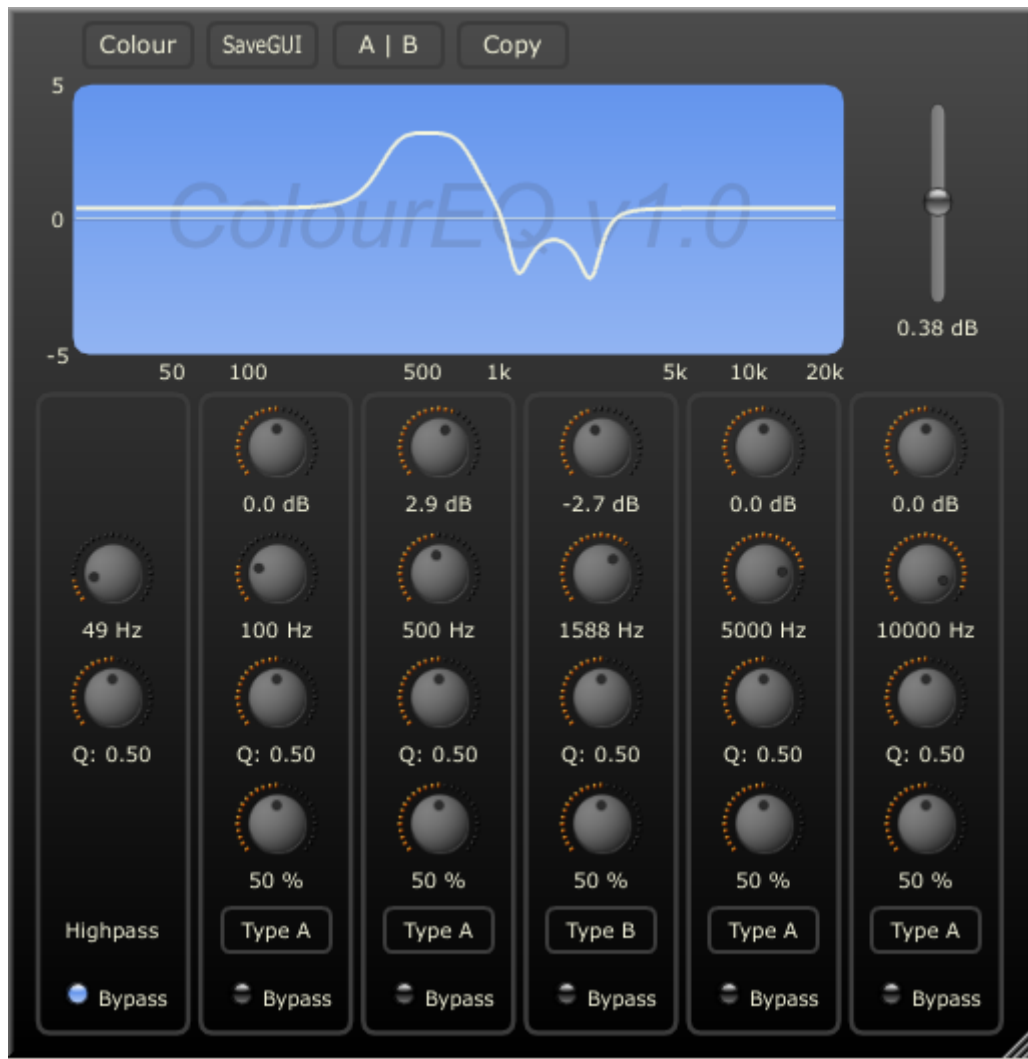 Colour SaveGUI A | B Copy
5
ColourEQ v1.0
0
-5
0.38 dB
50 100 500 1k 5k 10k 20k
0.0 dB 2.9 dB -2.7 dB 0.0 dB 0.0 dB
49 Hz 100 Hz 500 Hz 1588 Hz 5000 Hz 10000 Hz
Q: 0.50 Q: 0.50 Q: 0.50 Q: 0.50 Q: 0.50 Q: 0.50
50 % 50 % 50 % 50 % 50 %
Highpass Type A Type A Type B Type A Type A
Bypass Bypass Bypass Bypass Bypass Bypass